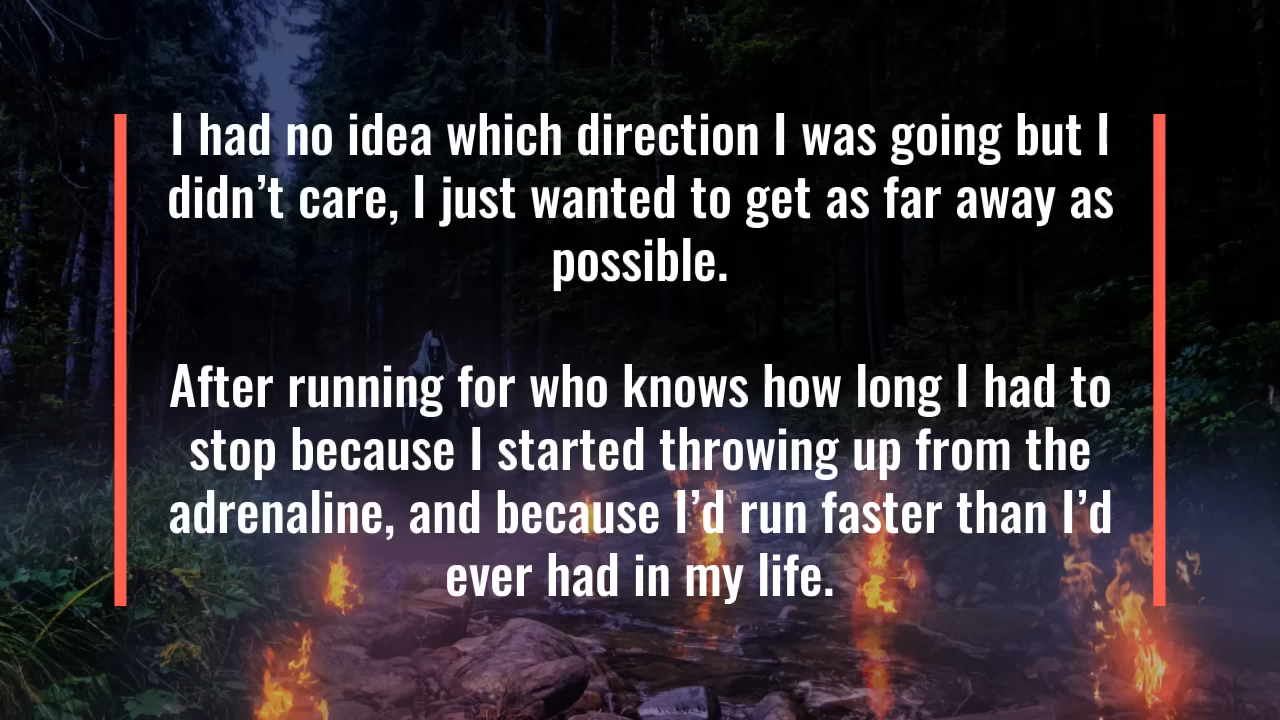 I had no idea which direction I was going but I
didn’t care, I just wanted to get as far away as
possible.
After running for who knows how long I had to
stop because I started throwing up from the
adrenaline, and because I’d run faster than I’d
ever had in my life.